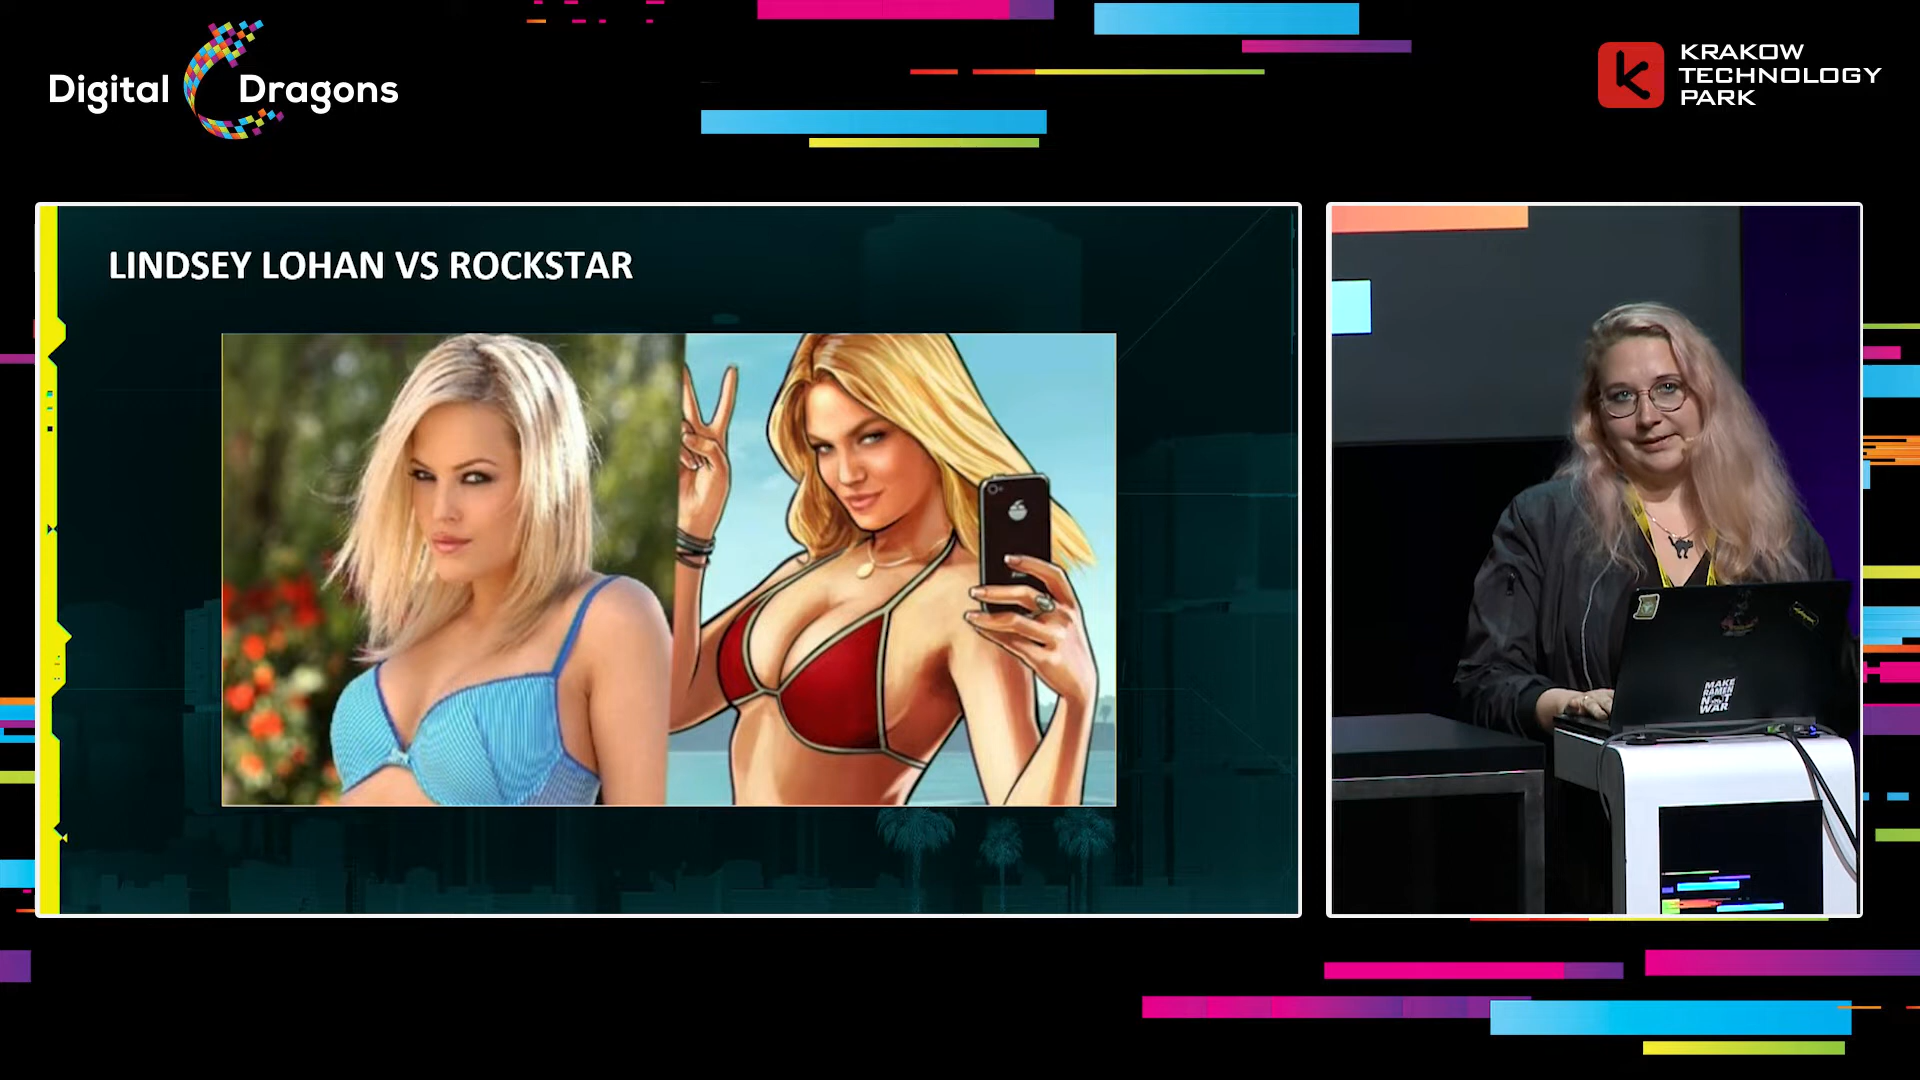 Digital Dragons
KRAKOW
TECHNOLOGY
PARK
LINDSEY LOHAN VS ROCKSTAR
MAKE
RAMEN
NOT
WAR